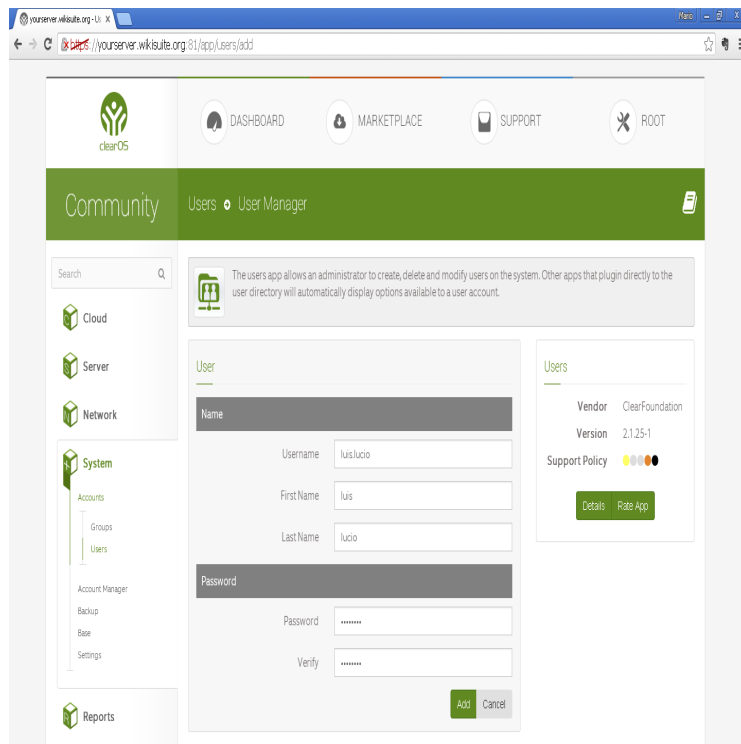 yourserver.wikisuite.org - Us
Mario
https://yourserver.wikisuite.org:81/app/users/add
clearOS
DASHBOARD
MARKETPLACE
SUPPORT
ROOT
Community
Users User Manager
Search
The users app allows an administrator to create, delete and modify users on the system. Other apps that plugin directly to the
user directory will automatically display options available to a user account.
Cloud
Server
Network
System
Accounts
Groups
Users
Account Manager
Backup
Base
Settings
Reports
User
Name
Username luis.lucio
First Name luis
Last Name lucio
Password
Password ••••••••
Verify ••••••••
Add Cancel
Users
Vendor ClearFoundation
Version 2.1.25-1
Support Policy
Details Rate App